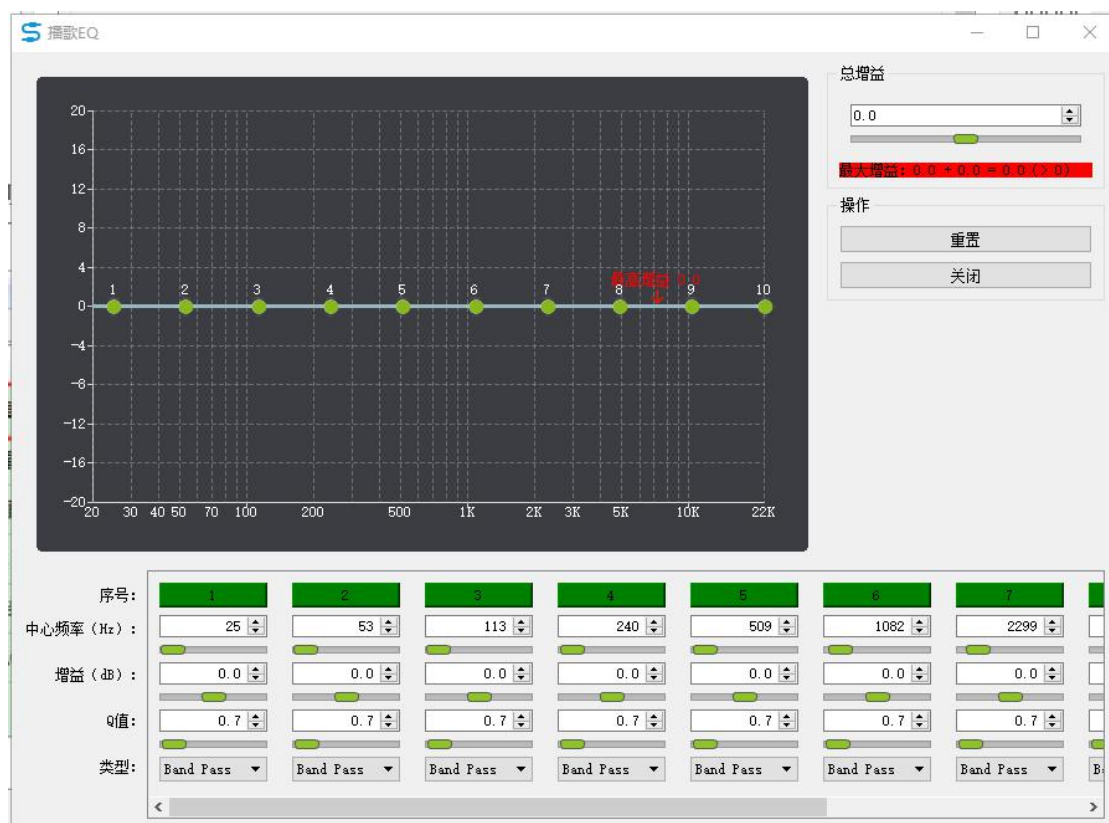 播歌EQ
总增益
0.0
最大增益: 0.0 + 0.0 = 0.0 (> 0)
操作
重置
关闭
20
16
12
8
4
0
-4
-8
-12
-16
-20
最高增益 0.0
1 2 3 4 5 6 7 8 9 10
20 30 40 50 70 100 200 500 1K 2K 3K 5K 10K 22K
序号: 1 2 3 4 5 6 7
中心频率 (Hz) : 25 53 113 240 509 1082 2299
增益 (dB) : 0.0 0.0 0.0 0.0 0.0 0.0 0.0
Q值: 0.7 0.7 0.7 0.7 0.7 0.7 0.7
类型: Band Pass Band Pass Band Pass Band Pass Band Pass Band Pass Band Pass